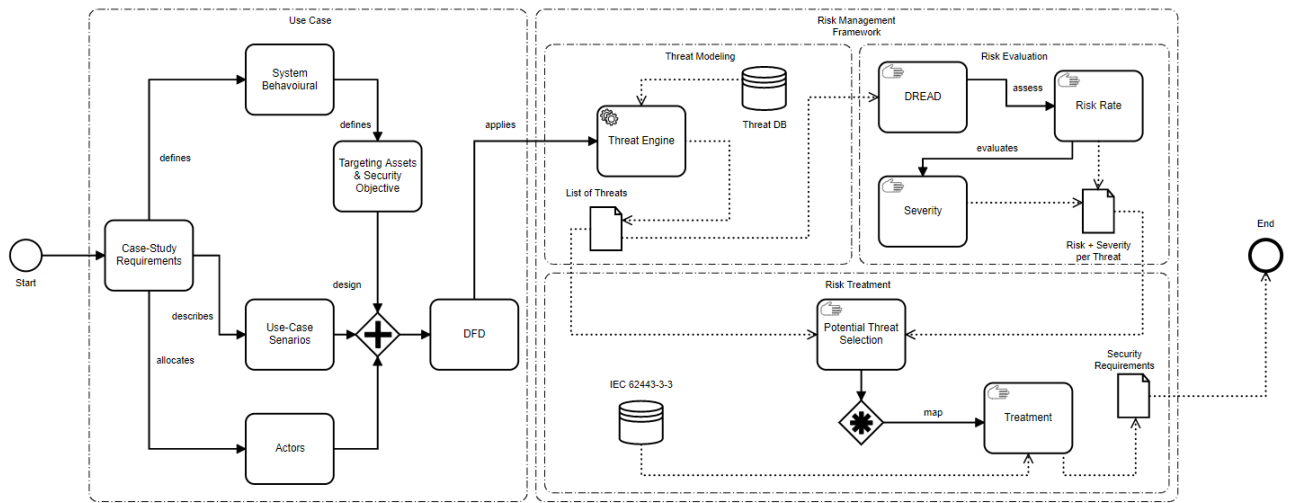 Use Case
Risk Management
Framework
System
Behavoioural
Threat Modeling
Risk Evaluation
Threat DB
DREAD
assess
Risk Rate
defines
applies
Threat Engine
evaluates
defines
Targeting Assets
& Security
Objective
List of Threats
Severity
Risk + Severity
per Threat
Start
Case-Study
Requirements
End
design
Risk Treatment
describes
Use-Case
Senarios
DFD
Potential Threat
Selection
allocates
Security
Requirements
IEC 62443-3-3
map
Treatment
Actors